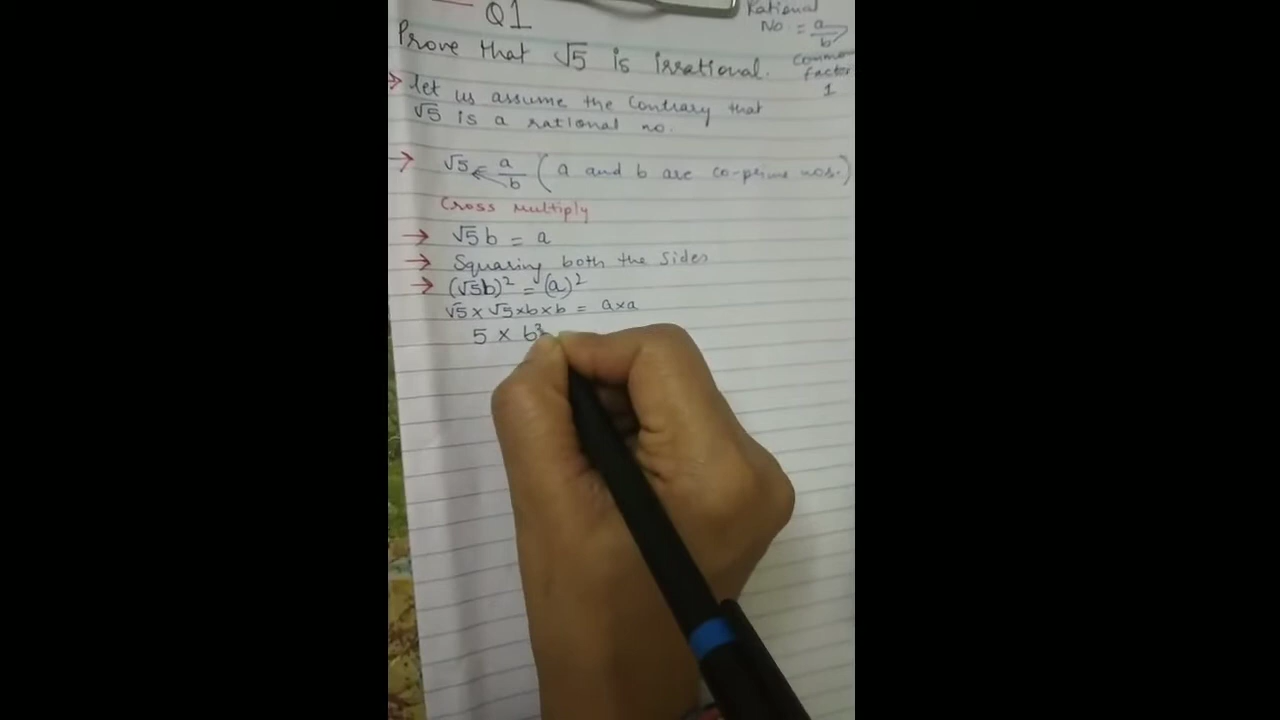 Q1
Rational
No. = a/b
Common
factor
1
Prove that √5 is irrational.
→ let us assume the contrary that
√5 is a rational no.
→ √5 = a/b (a and b are co-prime nos.)
Cross multiply
→ √5 b = a
→ Squaring both the sides
→ (√5b)² = (a)²
√5 × √5 × b × b = a × a
5 × b²